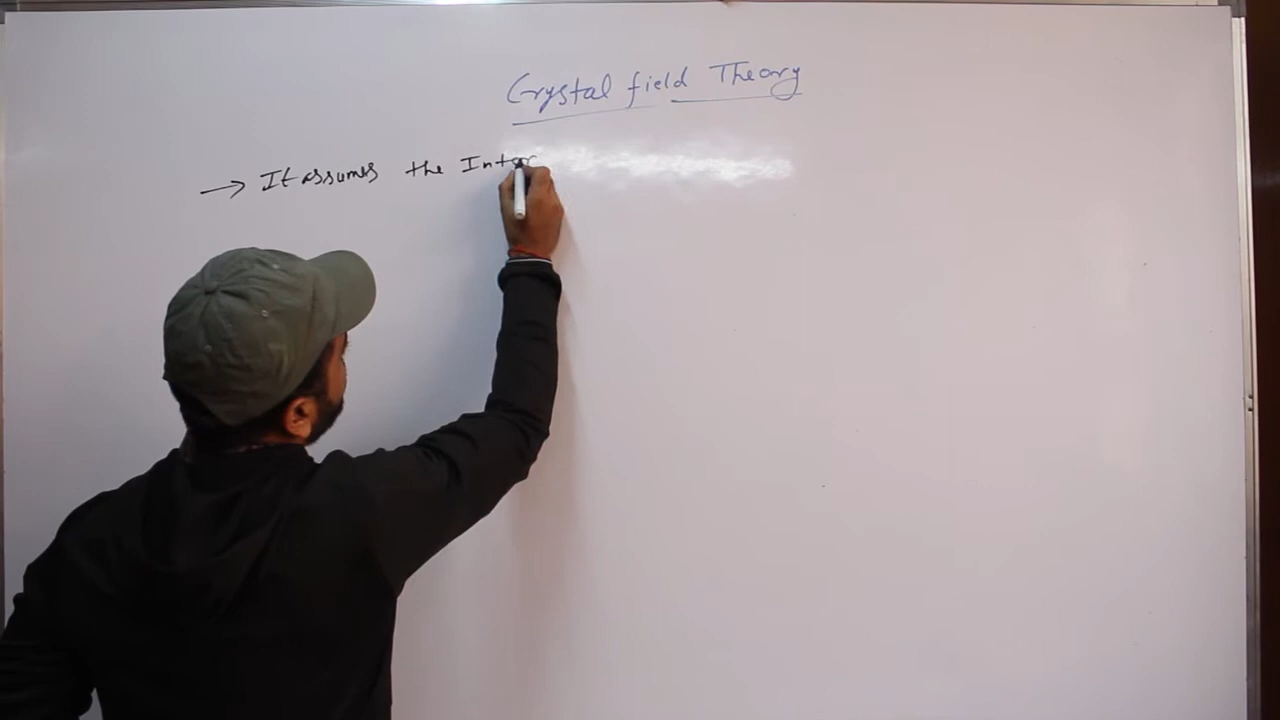 Crystal field Theory
→ It assumes the Inter